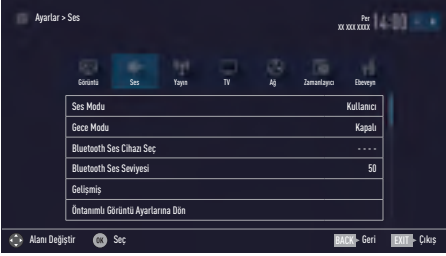 Ayarlar > Ses
Per
XX XXX XXXX 14:00
Görüntü Ses Yayın TV Ağ Zamanlayıcı Ebeveyn
Ses Modu Kullanıcı
Gece Modu Kapalı
Bluetooth Ses Cihazı Seç - - - -
Bluetooth Ses Seviyesi 50
Gelişmiş
Öntanımlı Görüntü Ayarlarına Dön
Alanı Değiştir OK Seç BACK Geri EXIT Çıkış